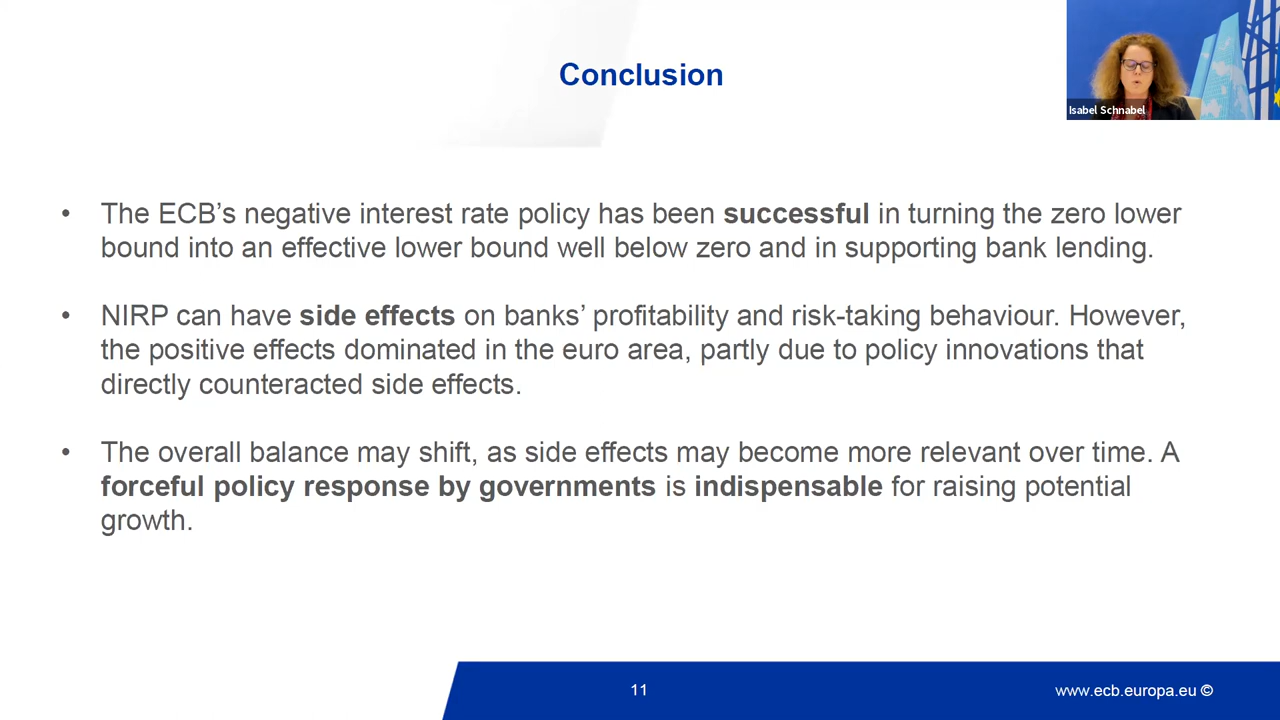 Conclusion
Isabel Schnabel
• The ECB’s negative interest rate policy has been successful in turning the zero lower
bound into an effective lower bound well below zero and in supporting bank lending.
• NIRP can have side effects on banks’ profitability and risk-taking behaviour. However,
the positive effects dominated in the euro area, partly due to policy innovations that
directly counteracted side effects.
• The overall balance may shift, as side effects may become more relevant over time. A
forceful policy response by governments is indispensable for raising potential
growth.
11
www.ecb.europa.eu ©